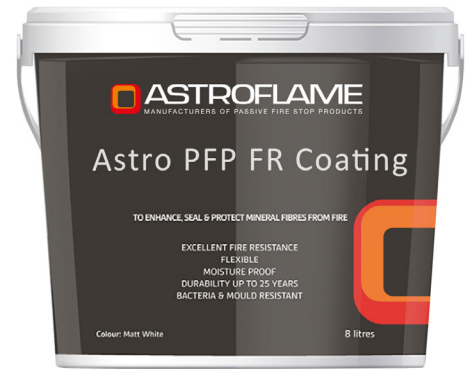 ASTROFLAME
MANUFACTURERS OF PASSIVE FIRE STOP PRODUCTS
Astro PFP FR Coating
TO ENHANCE, SEAL & PROTECT MINERAL FIBRES FROM FIRE
EXCELLENT FIRE RESISTANCE
FLEXIBLE
MOISTURE PROOF
DURABILITY UP TO 25 YEARS
BACTERIA & MOULD RESISTANT
Colour: Matt White
8 litres